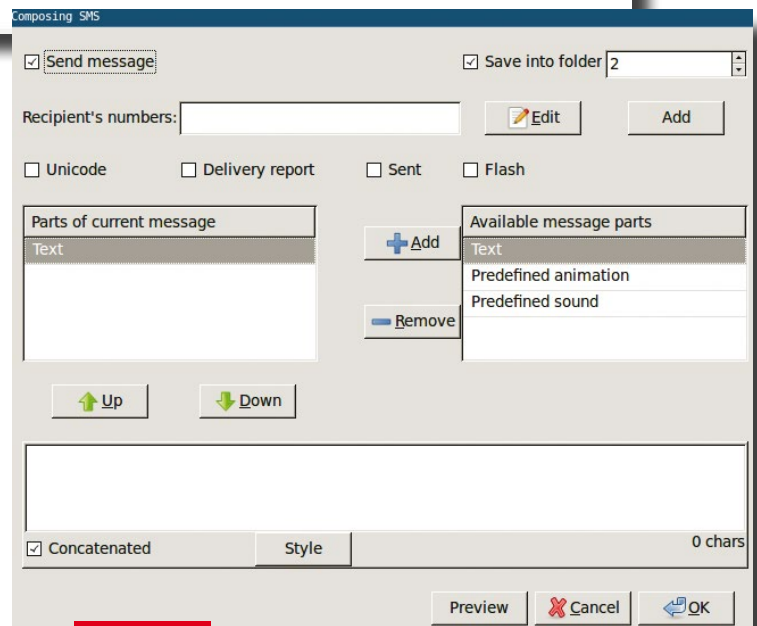 Composing SMS
Send message Save into folder 2
Recipient's numbers: Edit Add
Unicode Delivery report Sent Flash
Parts of current message Available message parts
Text Add Text
Predefined animation
Predefined sound
Remove
Up Down
Concatenated Style 0 chars
Preview Cancel OK